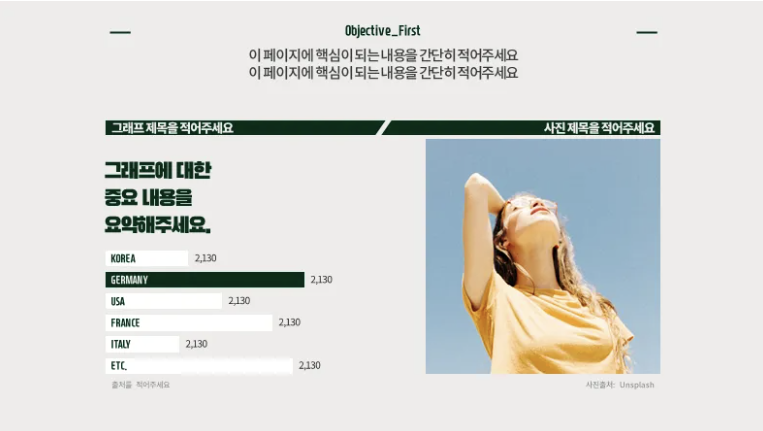 Objective_First
이 페이지에 핵심이 되는 내용을 간단히 적어주세요
이 페이지에 핵심이 되는 내용을 간단히 적어주세요
그래프 제목을 적어주세요
사진 제목을 적어주세요
그래프에 대한
중요 내용을
요약해주세요.
KOREA 2,130
GERMANY 2,130
USA 2,130
FRANCE 2,130
ITALY 2,130
ETC. 2,130
출처를 적어주세요
사진출처: Unsplash